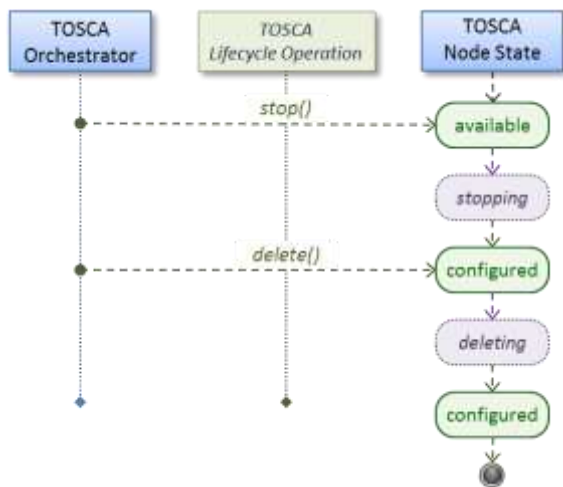 TOSCA
Orchestrator
TOSCA
Lifecycle Operation
TOSCA
Node State
stop()
available
stopping
delete()
configured
deleting
configured